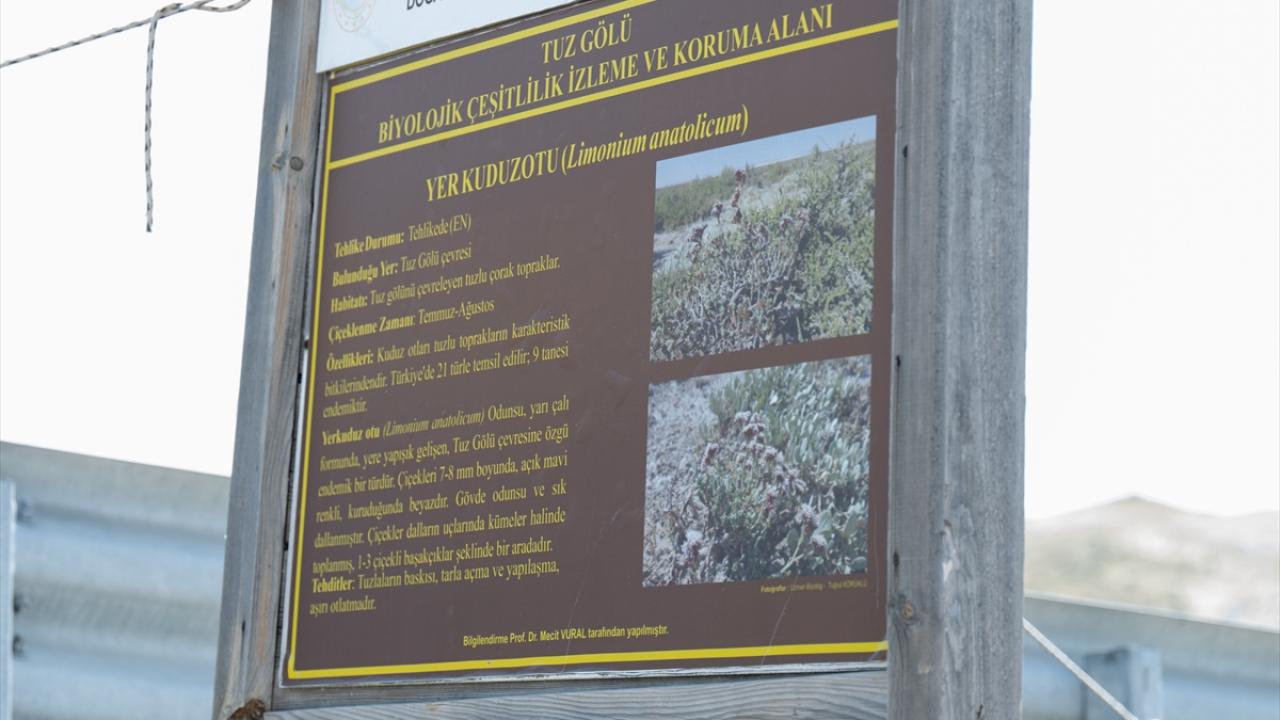 TUZ GÖLÜ
BİYOLOJİK ÇEŞİTLİLİK İZLEME VE KORUMA ALANI
YER KUDUZOTU (Limonium anatolicum)
Tehlike Durumu: Tehlikede (EN)
Bulunduğu Yer: Tuz Gölü çevresi
Habitatı: Tuz gölünü çevreleyen tuzlu çorak topraklar.
Çiçeklenme Zamanı: Temmuz-Ağustos
Özellikleri: Kuduz otları tuzlu toprakların karakteristik
bitkilerindendir. Türkiye'de 21 türle temsil edilir; 9 tanesi
endemiktir.
Yerkuduz otu (Limonium anatolicum) Odunsu, yarı çalı
formunda, yere yapışık gelişen, Tuz Gölü çevresine özgü
endemik bir türdür. Çiçekleri 7-8 mm boyunda, açık mavi
renkli, kuruduğunda beyazdır. Gövde odunsu ve sık
dallanmıştır. Çiçekler dalların uçlarında kümeler halinde
toplanmış, 1-3 çiçekli başakçıklar şeklinde bir aradadır.
Tehditler: Tuzlaların baskısı, tarla açma ve yapılaşma,
aşırı otlatmadır.
Fotoğraflar : Uzman Biyolog - Tuğrul KÖRÜKLÜ
Bilgilendirme Prof. Dr. Mecit VURAL tarafından yapılmıştır.